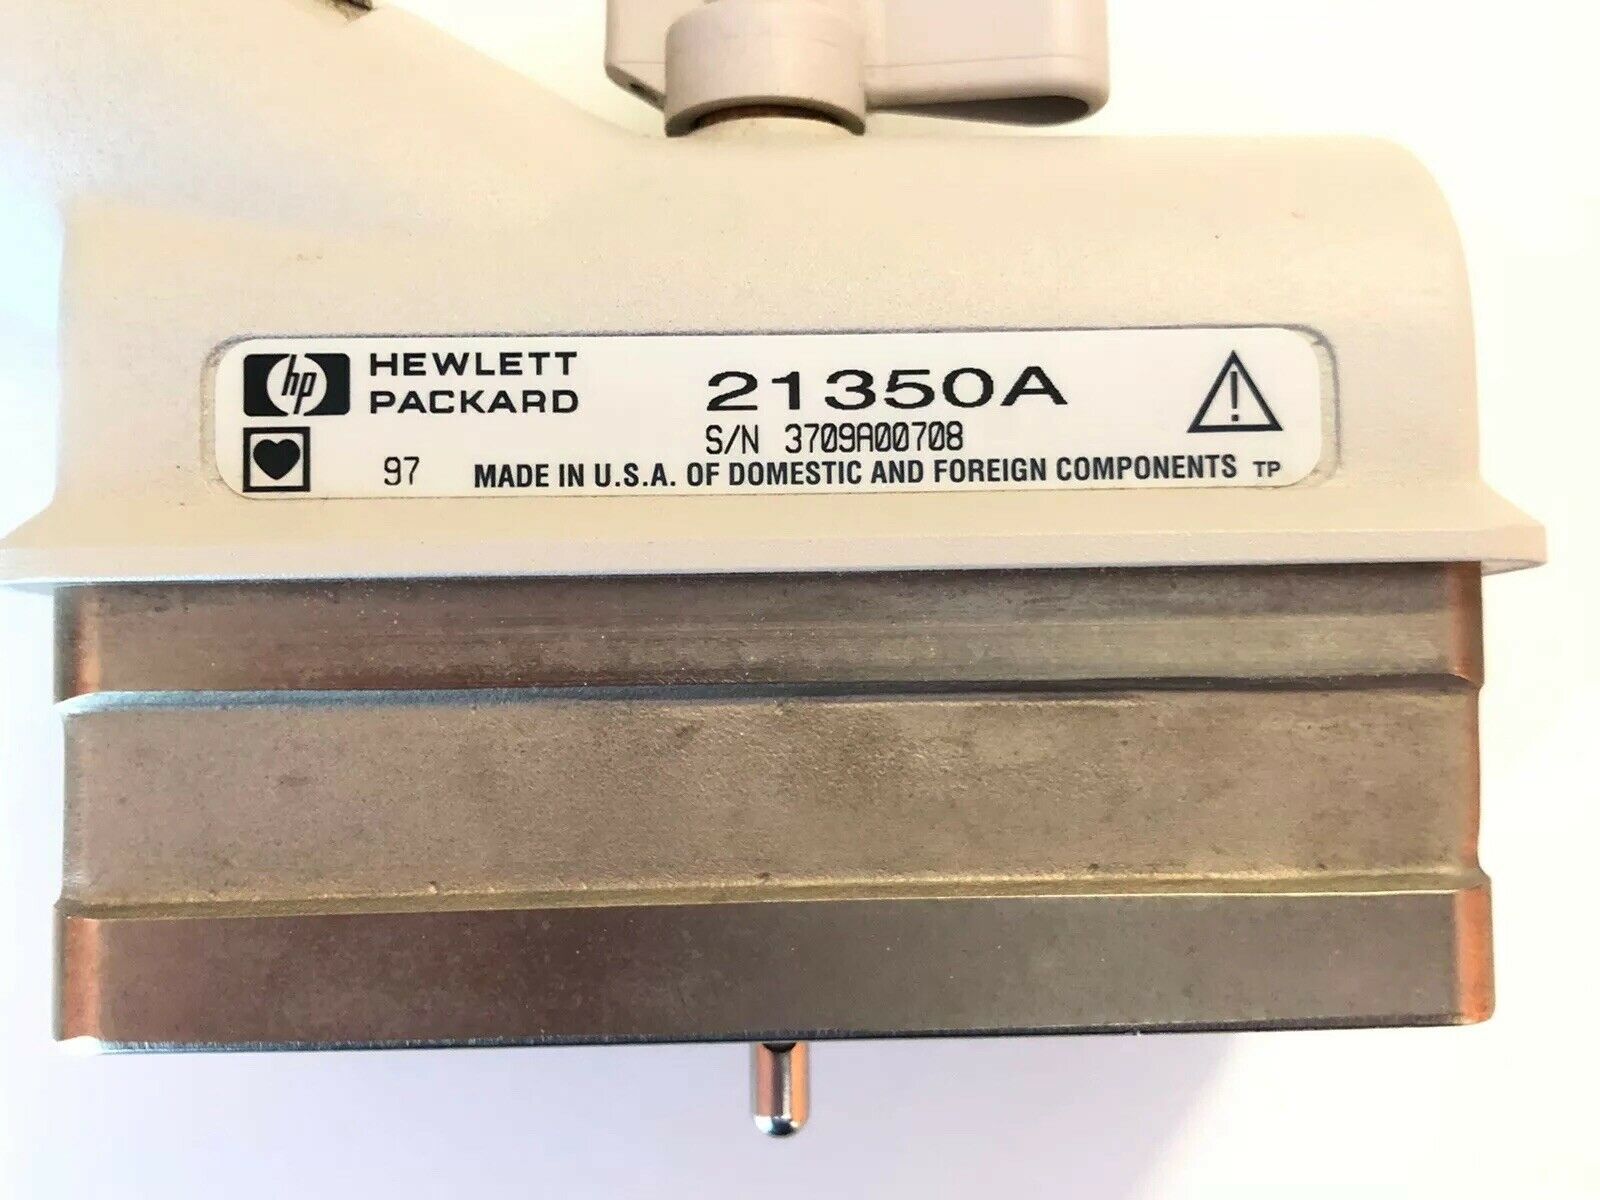 hp HEWLETT
PACKARD
21350A
S/N 3709A00708
97 MADE IN U.S.A. OF DOMESTIC AND FOREIGN COMPONENTS TP